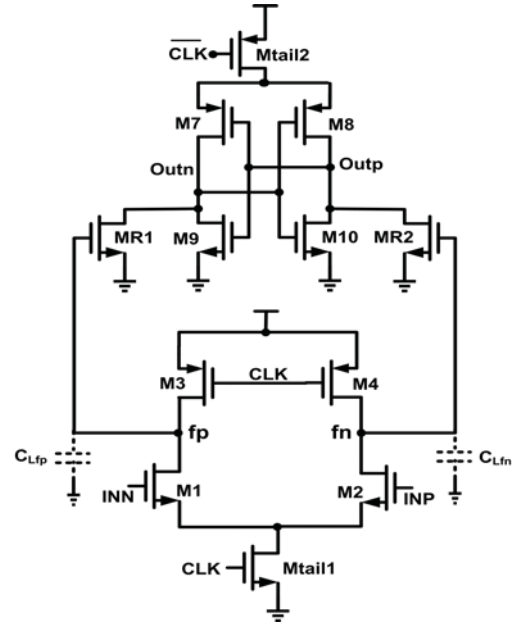 C̅L̅K̅ Mtail2
M7 M8
Outn Outp
MR1 M9 M10 MR2
M3 CLK M4
fp fn
CLfp CLfn
INN M1 M2 INP
CLK Mtail1